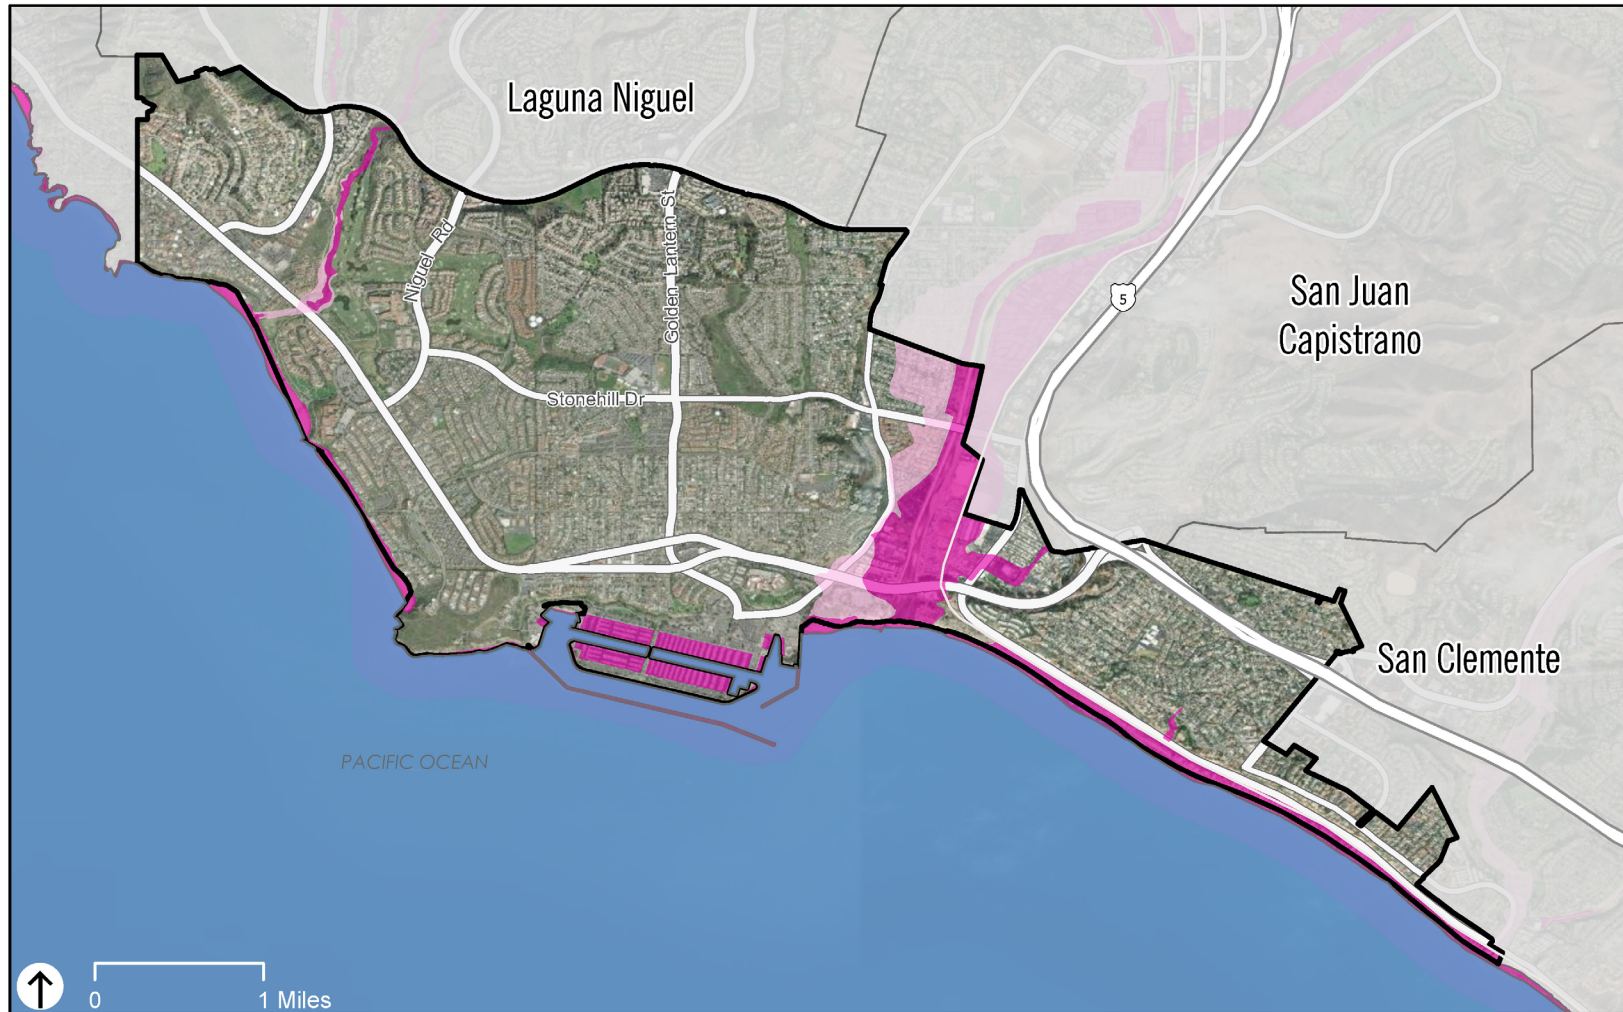 Laguna Niguel
Golden Lantern St
Niguel Rd
San Juan
Capistrano
5
Stonehill Dr
San Clemente
PACIFIC OCEAN
0 1 Miles